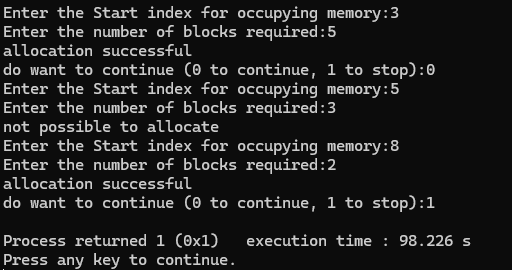 Enter the Start index for occupying memory:3
Enter the number of blocks required:5
allocation successful
do want to continue (0 to continue, 1 to stop):0
Enter the Start index for occupying memory:5
Enter the number of blocks required:3
not possible to allocate
Enter the Start index for occupying memory:8
Enter the number of blocks required:2
allocation successful
do want to continue (0 to continue, 1 to stop):1
Process returned 1 (0x1)   execution time : 98.226 s
Press any key to continue.